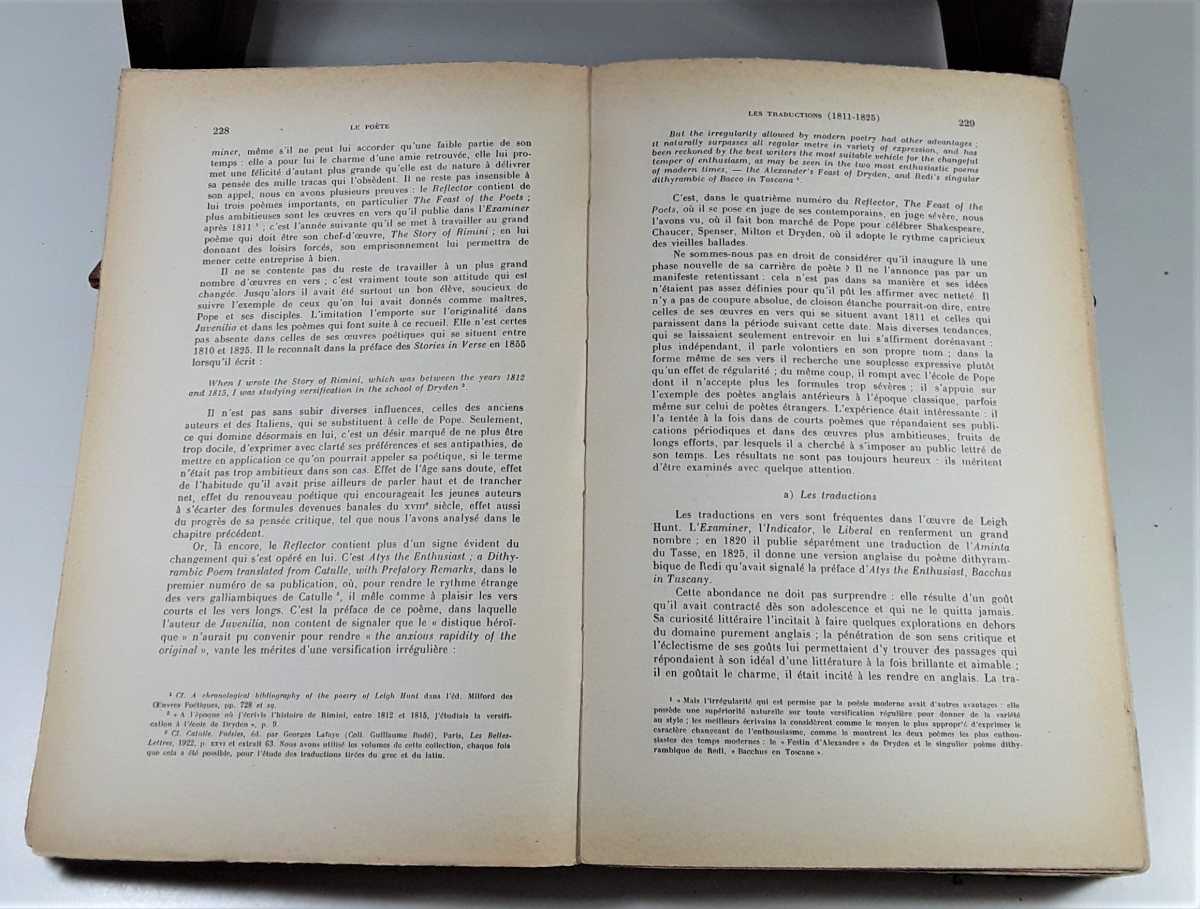 228
LE POÈTE
miner, même s'il ne peut lui accorder qu'une faible partie de son
temps : elle a pour lui le charme d'une amie retrouvée, elle lui pro-
met une félicité d'autant plus grande qu'elle est de nature à délivrer
sa pensée des mille tracas qui l'obsèdent. Il ne reste pas insensible à
son appel, nous en avons plusieurs preuves : le Reflector contient de
lui trois poèmes importants, en particulier The Feast of the Poets ;
plus ambitieuses sont les œuvres en vers qu'il publie dans l'Examiner
après 1811 ¹ ; c'est l'année suivante qu'il se met à travailler au grand
poème qui doit être son chef-d'œuvre, The Story of Rimini ; en lui
donnant des loisirs forcés, son emprisonnement lui permettra de
mener cette entreprise à bien.
Il ne se contente pas du reste de travailler à un plus grand
nombre d'œuvres en vers ; c'est vraiment toute son attitude qui est
changée. Jusqu'alors il avait été surtout un bon élève, soucieux de
suivre l'exemple de ceux qu'on lui avait donnés comme maîtres,
Pope et ses disciples. L'imitation l'emporte sur l'originalité dans
Juvenilia et dans les poèmes qui font suite à ce recueil. Elle n'est certes
pas absente dans celles de ses œuvres poétiques qui se situent entre
1810 et 1825. Il le reconnaît dans la préface des Stories in Verse en 1855
lorsqu'il écrit :
When I wrote the Story of Rimini, which was between the years 1812
and 1815, I was studying versification in the school of Dryden ².
Il n'est pas sans subir diverses influences, celles des anciens
auteurs et des Italiens, qui se substituent à celle de Pope. Seulement,
ce qui domine désormais en lui, c'est un désir marqué de ne plus être
trop docile, d'exprimer avec clarté ses préférences et ses antipathies, de
mettre en application ce qu'on pourrait appeler sa poétique, si le terme
n'était pas trop ambitieux dans son cas. Effet de l'âge sans doute, effet
de l'habitude qu'il avait prise ailleurs de parler haut et de trancher
net, effet du renouveau poétique qui encourageait les jeunes auteurs
à s'écarter des formules devenues banales du XVIIIᵉ siècle, effet aussi
du progrès de sa pensée critique, tel que nous l'avons analysé dans le
chapitre précédent.
Or, là encore, le Reflector contient plus d'un signe évident du
changement qui s'est opéré en lui. C'est Atys the Enthusiast ; a Dithy-
rambic Poem translated from Catulle, with Prefatory Remarks, dans le
premier numéro de sa publication, où, pour rendre le rythme étrange
des vers galliambiques de Catulle ³, il mêle comme à plaisir les vers
courts et les vers longs. C'est la préface de ce poème, dans laquelle
l'auteur de Juvenilia, non content de signaler que le « distique héroï-
que » n'aurait pu convenir pour rendre « the anxious rapidity of the
original », vante les mérites d'une versification irrégulière :
¹ Cf. A chronological bibliography of the poetry of Leigh Hunt dans l'éd. Milford des
Œuvres Poétiques, pp. 728 et sq.
² « A l'époque où j'écrivis l'histoire de Rimini, entre 1812 et 1815, j'étudiais la versifi-
cation à l'école de Dryden », p. 9.
³ Cf. Catulle, Poésies, éd. par Georges Lafaye (Coll. Guillaume Budé), Paris, Les Belles-
Lettres, 1922, p. XXVI et extrait 63. Nous avons utilisé les volumes de cette collection, chaque fois
que cela a été possible, pour l'étude des traductions tirées du grec et du latin.
LES TRADUCTIONS (1811-1825)
229
But the irregularity allowed by modern poetry had other advantages ;
it naturally surpasses all regular metre in variety of expression, and has
been reckoned by the best writers the most suitable vehicle for the changeful
temper of enthusiasm, as may be seen in the two most enthusiastic poems
of modern times, — the Alexander's Feast of Dryden, and Redi's singular
dithyrambic of Bacco in Toscana ¹.
C'est, dans le quatrième numéro du Reflector, The Feast of the
Poets, où il se pose en juge de ses contemporains, en juge sévère, nous
l'avons vu, où il fait bon marché de Pope pour célébrer Shakespeare,
Chaucer, Spenser, Milton et Dryden, où il adopte le rythme capricieux
des vieilles ballades.
Ne sommes-nous pas en droit de considérer qu'il inaugure là une
phase nouvelle de sa carrière de poète ? Il ne l'annonce pas par un
manifeste retentissant : cela n'est pas dans sa manière et ses idées
n'étaient pas assez définies pour qu'il pût les affirmer avec netteté. Il
n'y a pas de coupure absolue, de cloison étanche pourrait-on dire, entre
celles de ses œuvres en vers qui se situent avant 1811 et celles qui
paraissent dans la période suivant cette date. Mais diverses tendances,
qui se laissaient seulement entrevoir en lui s'affirment dorénavant :
plus indépendant, il parle volontiers en son propre nom ; dans la
forme même de ses vers il recherche une souplesse expressive plutôt
qu'un effet de régularité ; du même coup, il rompt avec l'école de Pope
dont il n'accepte plus les formules trop sévères ; il s'appuie sur
l'exemple des poètes anglais antérieurs à l'époque classique, parfois
même sur celui de poètes étrangers. L'expérience était intéressante : il
l'a tentée à la fois dans de courts poèmes que répandaient ses publi-
cations périodiques et dans des œuvres plus ambitieuses, fruits de
longs efforts, par lesquels il a cherché à s'imposer au public lettré de
son temps. Les résultats ne sont pas toujours heureux : ils méritent
d'être examinés avec quelque attention.
a) Les traductions
Les traductions en vers sont fréquentes dans l'œuvre de Leigh
Hunt. L'Examiner, l'Indicator, le Liberal en renferment un grand
nombre ; en 1820 il publie séparément une traduction de l'Aminta
du Tasse, en 1825, il donne une version anglaise du poème dithyram-
bique de Redi qu'avait signalé la préface d'Atys the Enthusiast, Bacchus
in Tuscany.
Cette abondance ne doit pas surprendre : elle résulte d'un goût
qu'il avait contracté dès son adolescence et qui ne le quitta jamais.
Sa curiosité littéraire l'incitait à faire quelques explorations en dehors
du domaine purement anglais ; la pénétration de son sens critique et
l'éclectisme de ses goûts lui permettaient d'y trouver des passages qui
répondaient à son idéal d'une littérature à la fois brillante et aimable ;
il en goûtait le charme, il était incité à les rendre en anglais. La tra-
¹ « Mais l'irrégularité qui est permise par la poésie moderne avait d'autres avantages : elle
possède une supériorité naturelle sur toute versification régulière pour donner de la variété
au style ; les meilleurs écrivains la considèrent comme le moyen le plus approprié d'exprimer le
caractère changeant de l'enthousiasme, comme le montrent les deux poèmes les plus enthou-
siastes des temps modernes : le « Festin d'Alexandre » de Dryden et le singulier poème dithy-
rambique de Redi, « Bacchus en Toscane ».